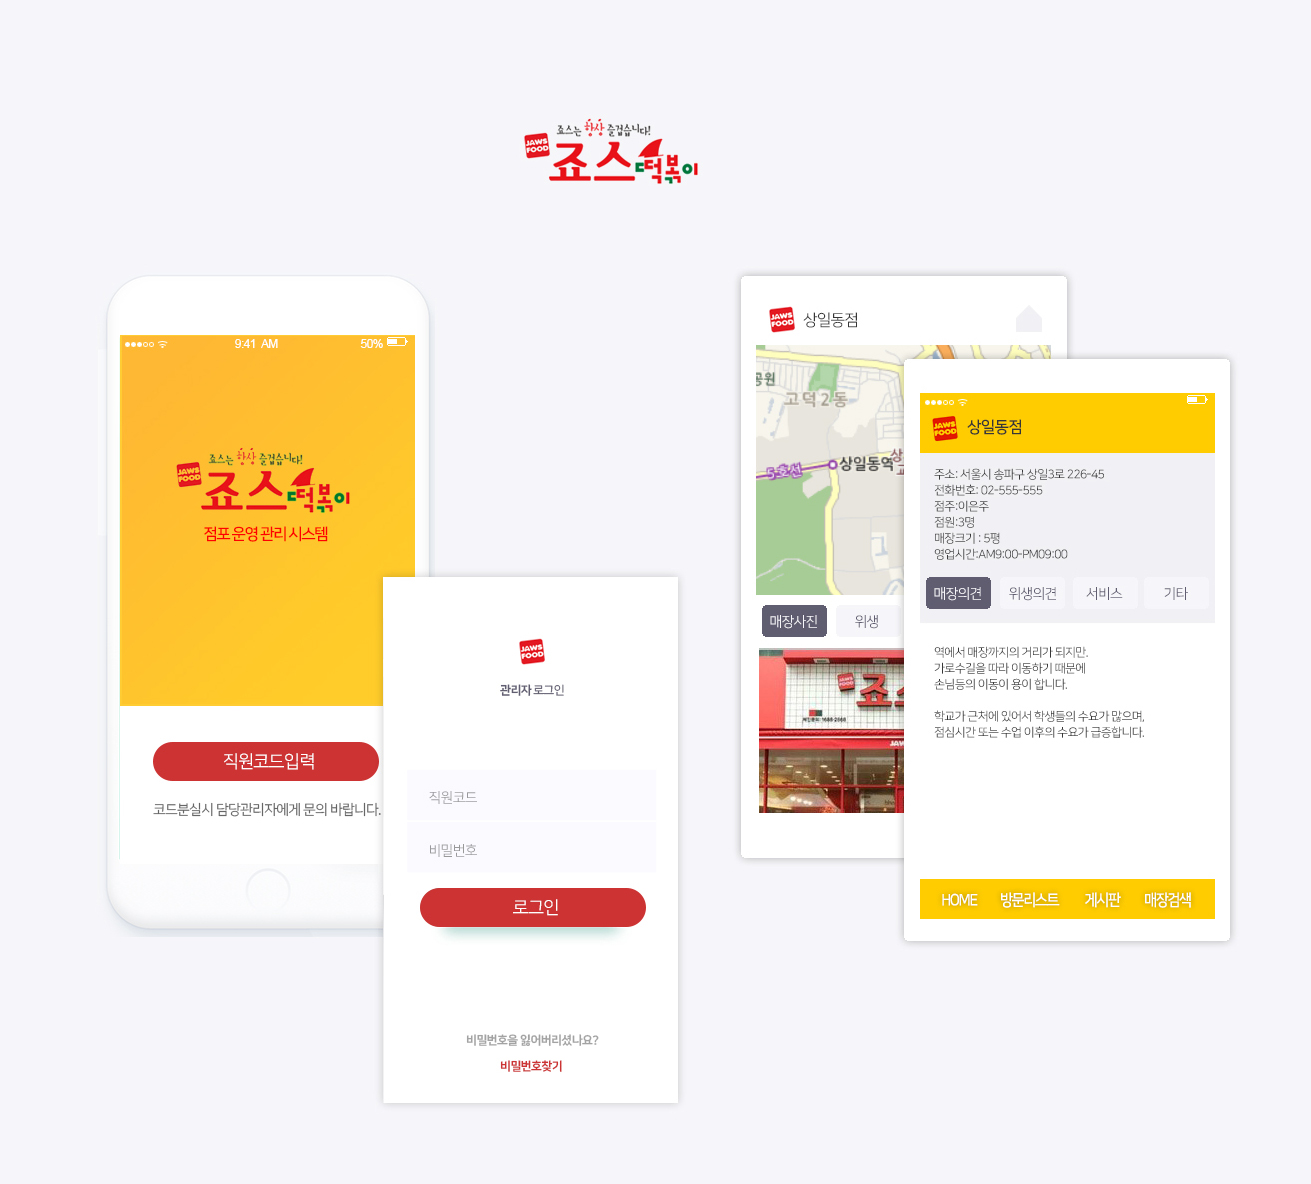 죠스는 항상 즐겁습니다!
JAWS
FOOD
죠스떡볶이
9:41 AM
50%
죠스는 항상 즐겁습니다!
JAWS
FOOD
죠스떡볶이
점포 운영 관리 시스템
직원코드입력
코드분실시 담당관리자에게 문의 바랍니다.
JAWS
FOOD
관리자 로그인
직원코드
비밀번호
로그인
비밀번호을 잃어버리셨나요?
비밀번호찾기
JAWS
FOOD
상일동점
공원
고덕2동
5호선
상일동역
상
매장사진
위생
죠스
JAW
JAWS
FOOD
상일동점
주소: 서울시 송파구 상일3로 226-45
전화번호: 02-555-555
점주:이은주
점원:3명
매장크기 : 5평
영업시간:AM9:00-PM09:00
매장의견
위생의견
서비스
기타
역에서 매장까지의 거리가 되지만,
가로수길을 따라 이동하기 때문에
손님등의 이동이 용이 합니다.
학교가 근처에 있어서 학생들의 수요가 많으며,
점심시간 또는 수업 이후의 수요가 급증합니다.
HOME
방문리스트
게시판
매장검색